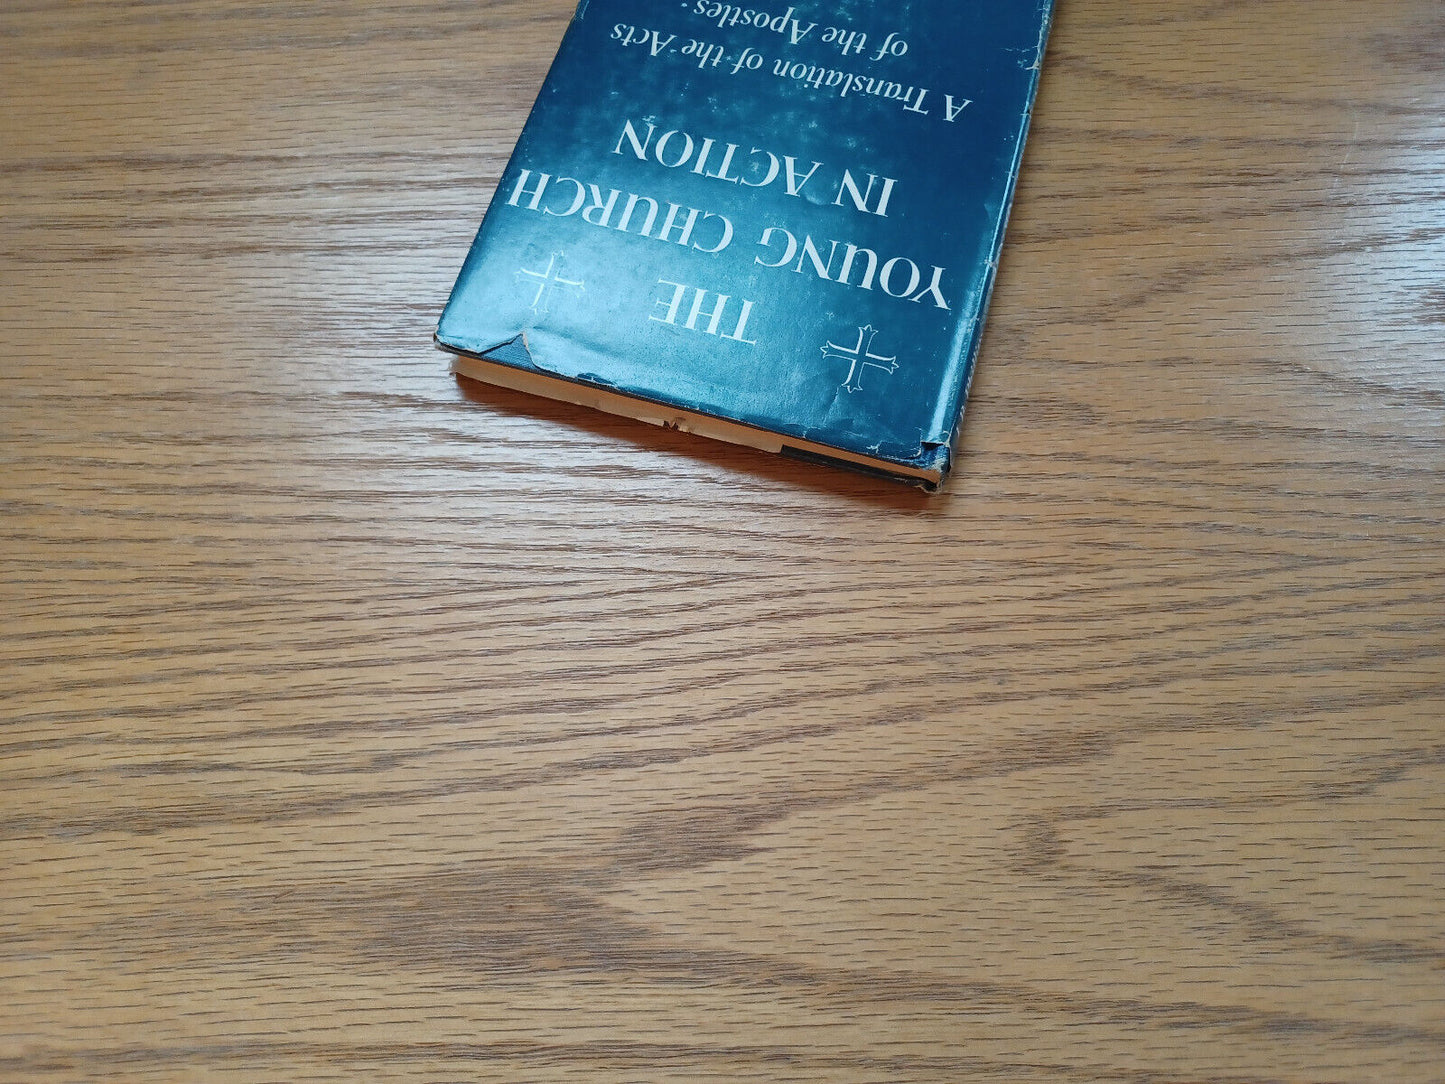 THE
YOUNG CHURCH
IN ACTION
A Translation of the Acts
of the Apostles